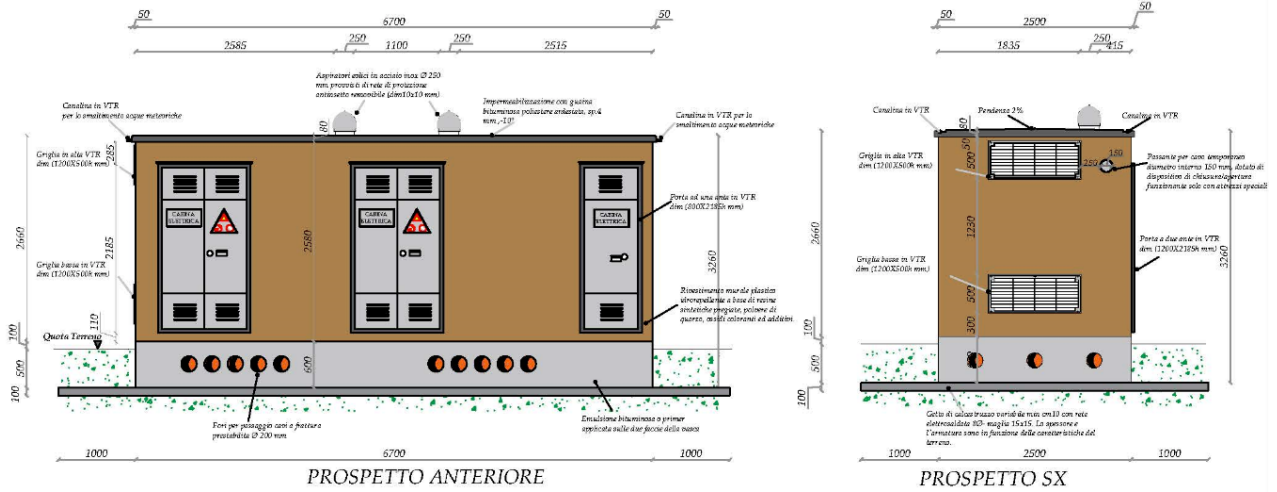 50
6700
50
2585
250
1100
250
2515
Aspiratori eolici in acciaio inox Ø 250
mm provvisti di rete di protezione
antinsetto removibile (dim10x10 mm)
Impermeabilizzazione con guaina
bituminosa poliestere ardesiata, sp.4
mm ,-10°
Canalina in VTR
per lo smaltimento acque meteoriche
Canalina in VTR per lo
smaltimento acque meteoriche
80
285
Griglia in alta VTR
dim (1200X500h mm)
CABINA
ELETTRICA
CABINA
ELETTRICA
CABINA
ELETTRICA
Porta ad una anta in VTR
dim (800X2185h mm)
2660
2185
2580
3260
Griglia bassa in VTR
dim (1200X500h mm)
Rivestimento murale plastico
idrorepellente a base di resine
sintetiche pregiate, polvere di
quarzo, ossidi coloranti ed additivi.
110
Quota Terreno
100
500
100
600
Fori per passaggio cavi a frattura
prestabilita Ø 200 mm
Emulsione bituminosa o primer
applicata sulle due faccie della vasca
1000
6700
1000
PROSPETTO ANTERIORE
50
2500
50
1835
250
415
Canalina in VTR
Pendenza 2%
Canalina in VTR
80
50
500
Griglia in alta VTR
dim (1200X500h mm)
250
150
Passante per cavo temporaneo
diametro interno 150 mm, dotato di
dispositivo di chiusura/apertura
funzionante solo con attrezzi speciali
2660
1230
Porta a due ante in VTR
dim (1200X2185h mm)
3260
Griglia bassa in VTR
dim (1200X500h mm)
500
300
100
500
100
Getto di calcestruzzo variabile min cm10 con rete
elettrosaldata 8Ø- maglia 15x15. Lo spessore e
l'armatura sono in funzione delle caratteristiche del
terreno.
1000
2500
1000
PROSPETTO SX